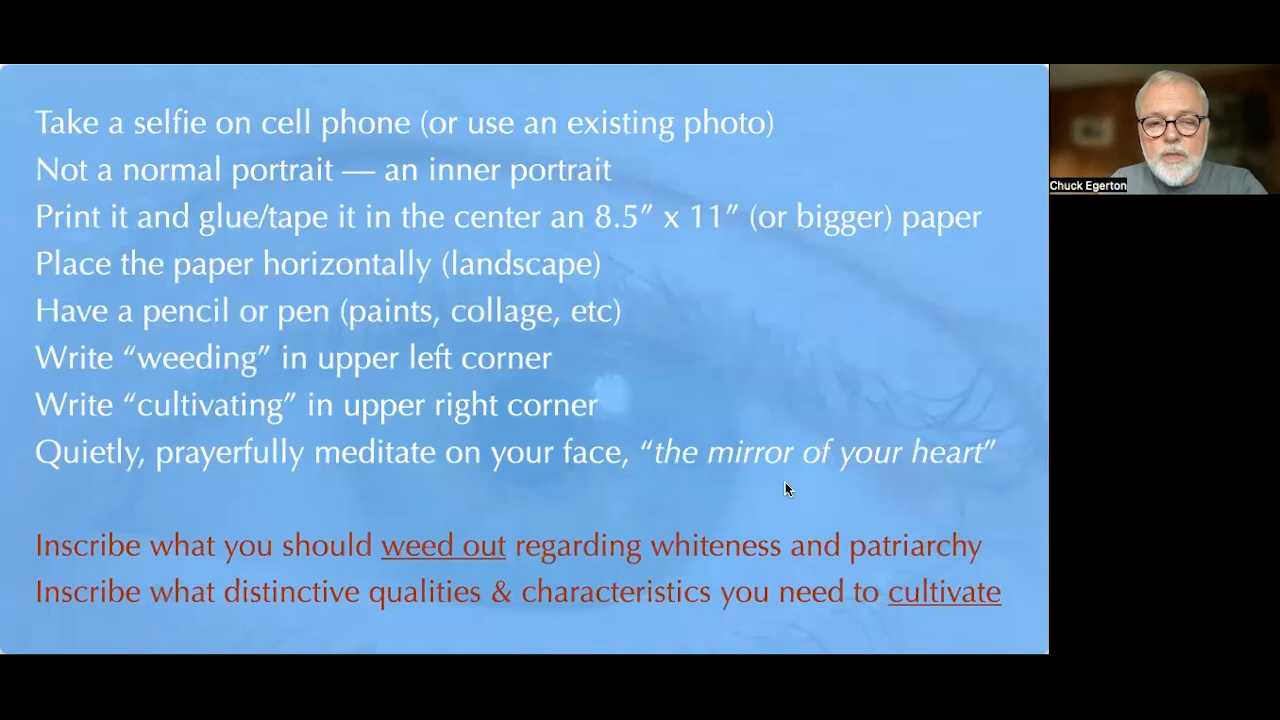 Take a selfie on cell phone (or use an existing photo)
Not a normal portrait — an inner portrait
Print it and glue/tape it in the center an 8.5” x 11” (or bigger) paper
Place the paper horizontally (landscape)
Have a pencil or pen (paints, collage, etc)
Write “weeding” in upper left corner
Write “cultivating” in upper right corner
Quietly, prayerfully meditate on your face, “the mirror of your heart”
Inscribe what you should weed out regarding whiteness and patriarchy
Inscribe what distinctive qualities & characteristics you need to cultivate
Chuck Egerton